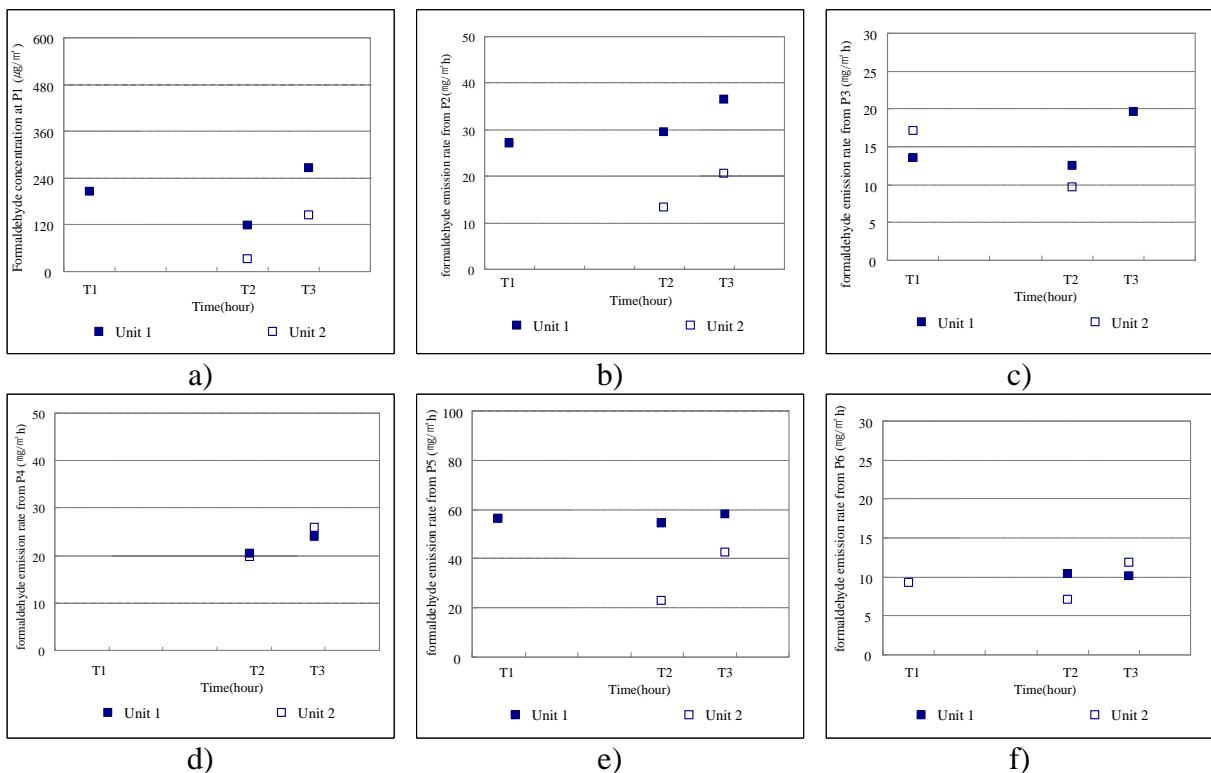 Formaldehyde concentration at P1 (㎍/㎥)
600
480
360
240
120
0
T1 T2 T3
Time(hour)
Unit 1 Unit 2
a)
formaldehyde emission rate from P2(㎎/㎡h)
50
40
30
20
10
0
T1 T2 T3
Time(hour)
Unit 1 Unit 2
b)
formaldehyde emission rate from P3 (㎎/㎡h)
30
25
20
15
10
5
0
T1 T2 T3
Time(hour)
Unit 1 Unit 2
c)
formaldehyde emission rate from P4 (㎎/㎡h)
50
40
30
20
10
0
T1 T2 T3
Time(hour)
Unit 1 Unit 2
d)
formaldehyde emission rate from P5 (㎎/㎡h)
100
80
60
40
20
0
T1 T2 T3
Time(hour)
Unit 1 Unit 2
e)
formaldehyde emission rate from P6 (㎎/㎡h)
30
25
20
15
10
5
0
T1 T2 T3
Time(hour)
Unit 1 Unit 2
f)